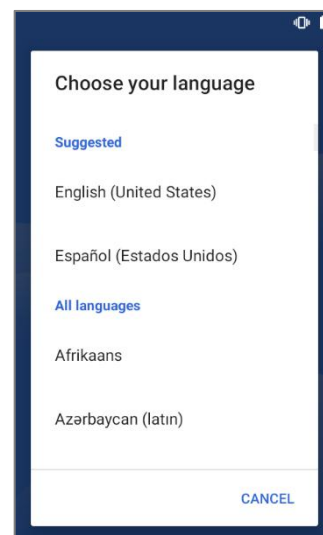 Choose your language
Suggested
English (United States)
Español (Estados Unidos)
All languages
Afrikaans
Azərbaycan (latın)
CANCEL